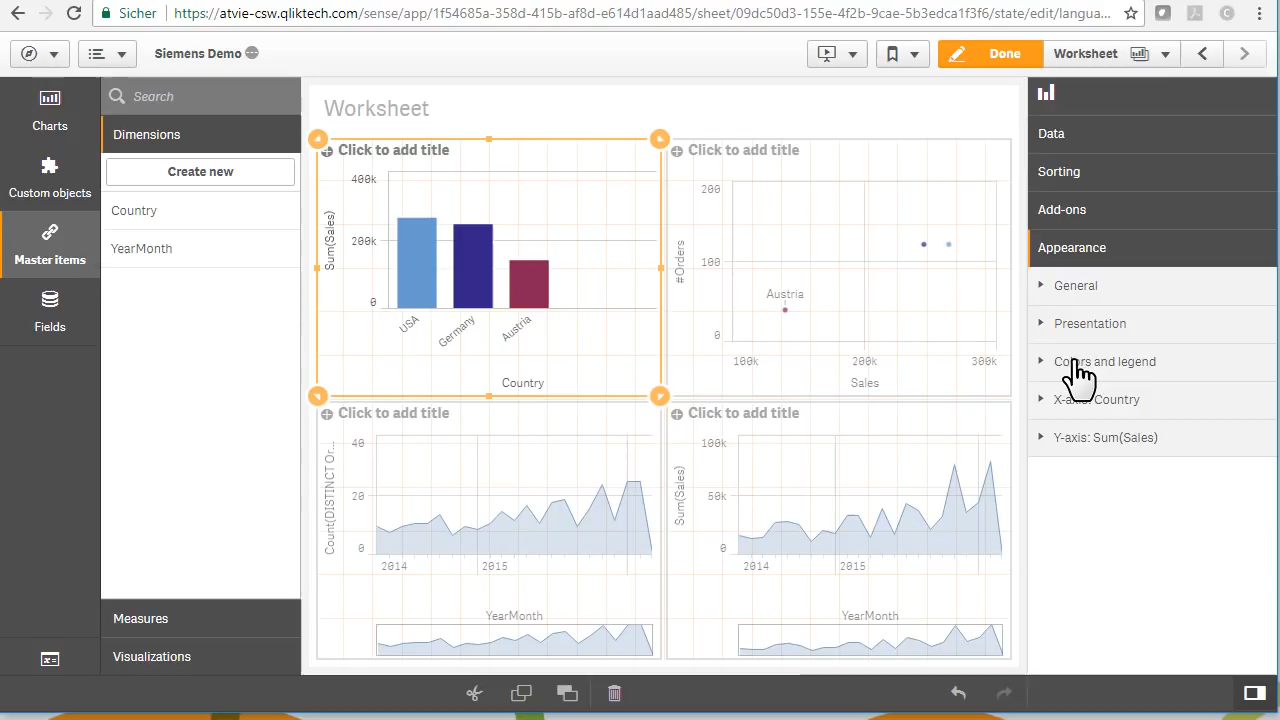 Sicher
https://atvie-csw.qliktech.com/sense/app/1f54685a-358d-415b-af8d-e614d1aad485/sheet/09dc50d3-155e-4f2b-9cae-5b3edca1f3f6/state/edit/langua...
Siemens Demo
Done
Worksheet
Charts
Custom objects
Master items
Fields
Search
Dimensions
Create new
Country
YearMonth
Measures
Visualizations
Worksheet
Click to add title
400k
200k
0
Sum(Sales)
USA
Germany
Austria
Country
Click to add title
200
100
0
#Orders
Austria
100k
200k
300k
Sales
Click to add title
40
20
0
Count(DISTINCT Or...
2014
2015
YearMonth
Click to add title
100k
50k
0
Sum(Sales)
2014
2015
YearMonth
Data
Sorting
Add-ons
Appearance
General
Presentation
Colors and legend
X-axis: Country
Y-axis: Sum(Sales)